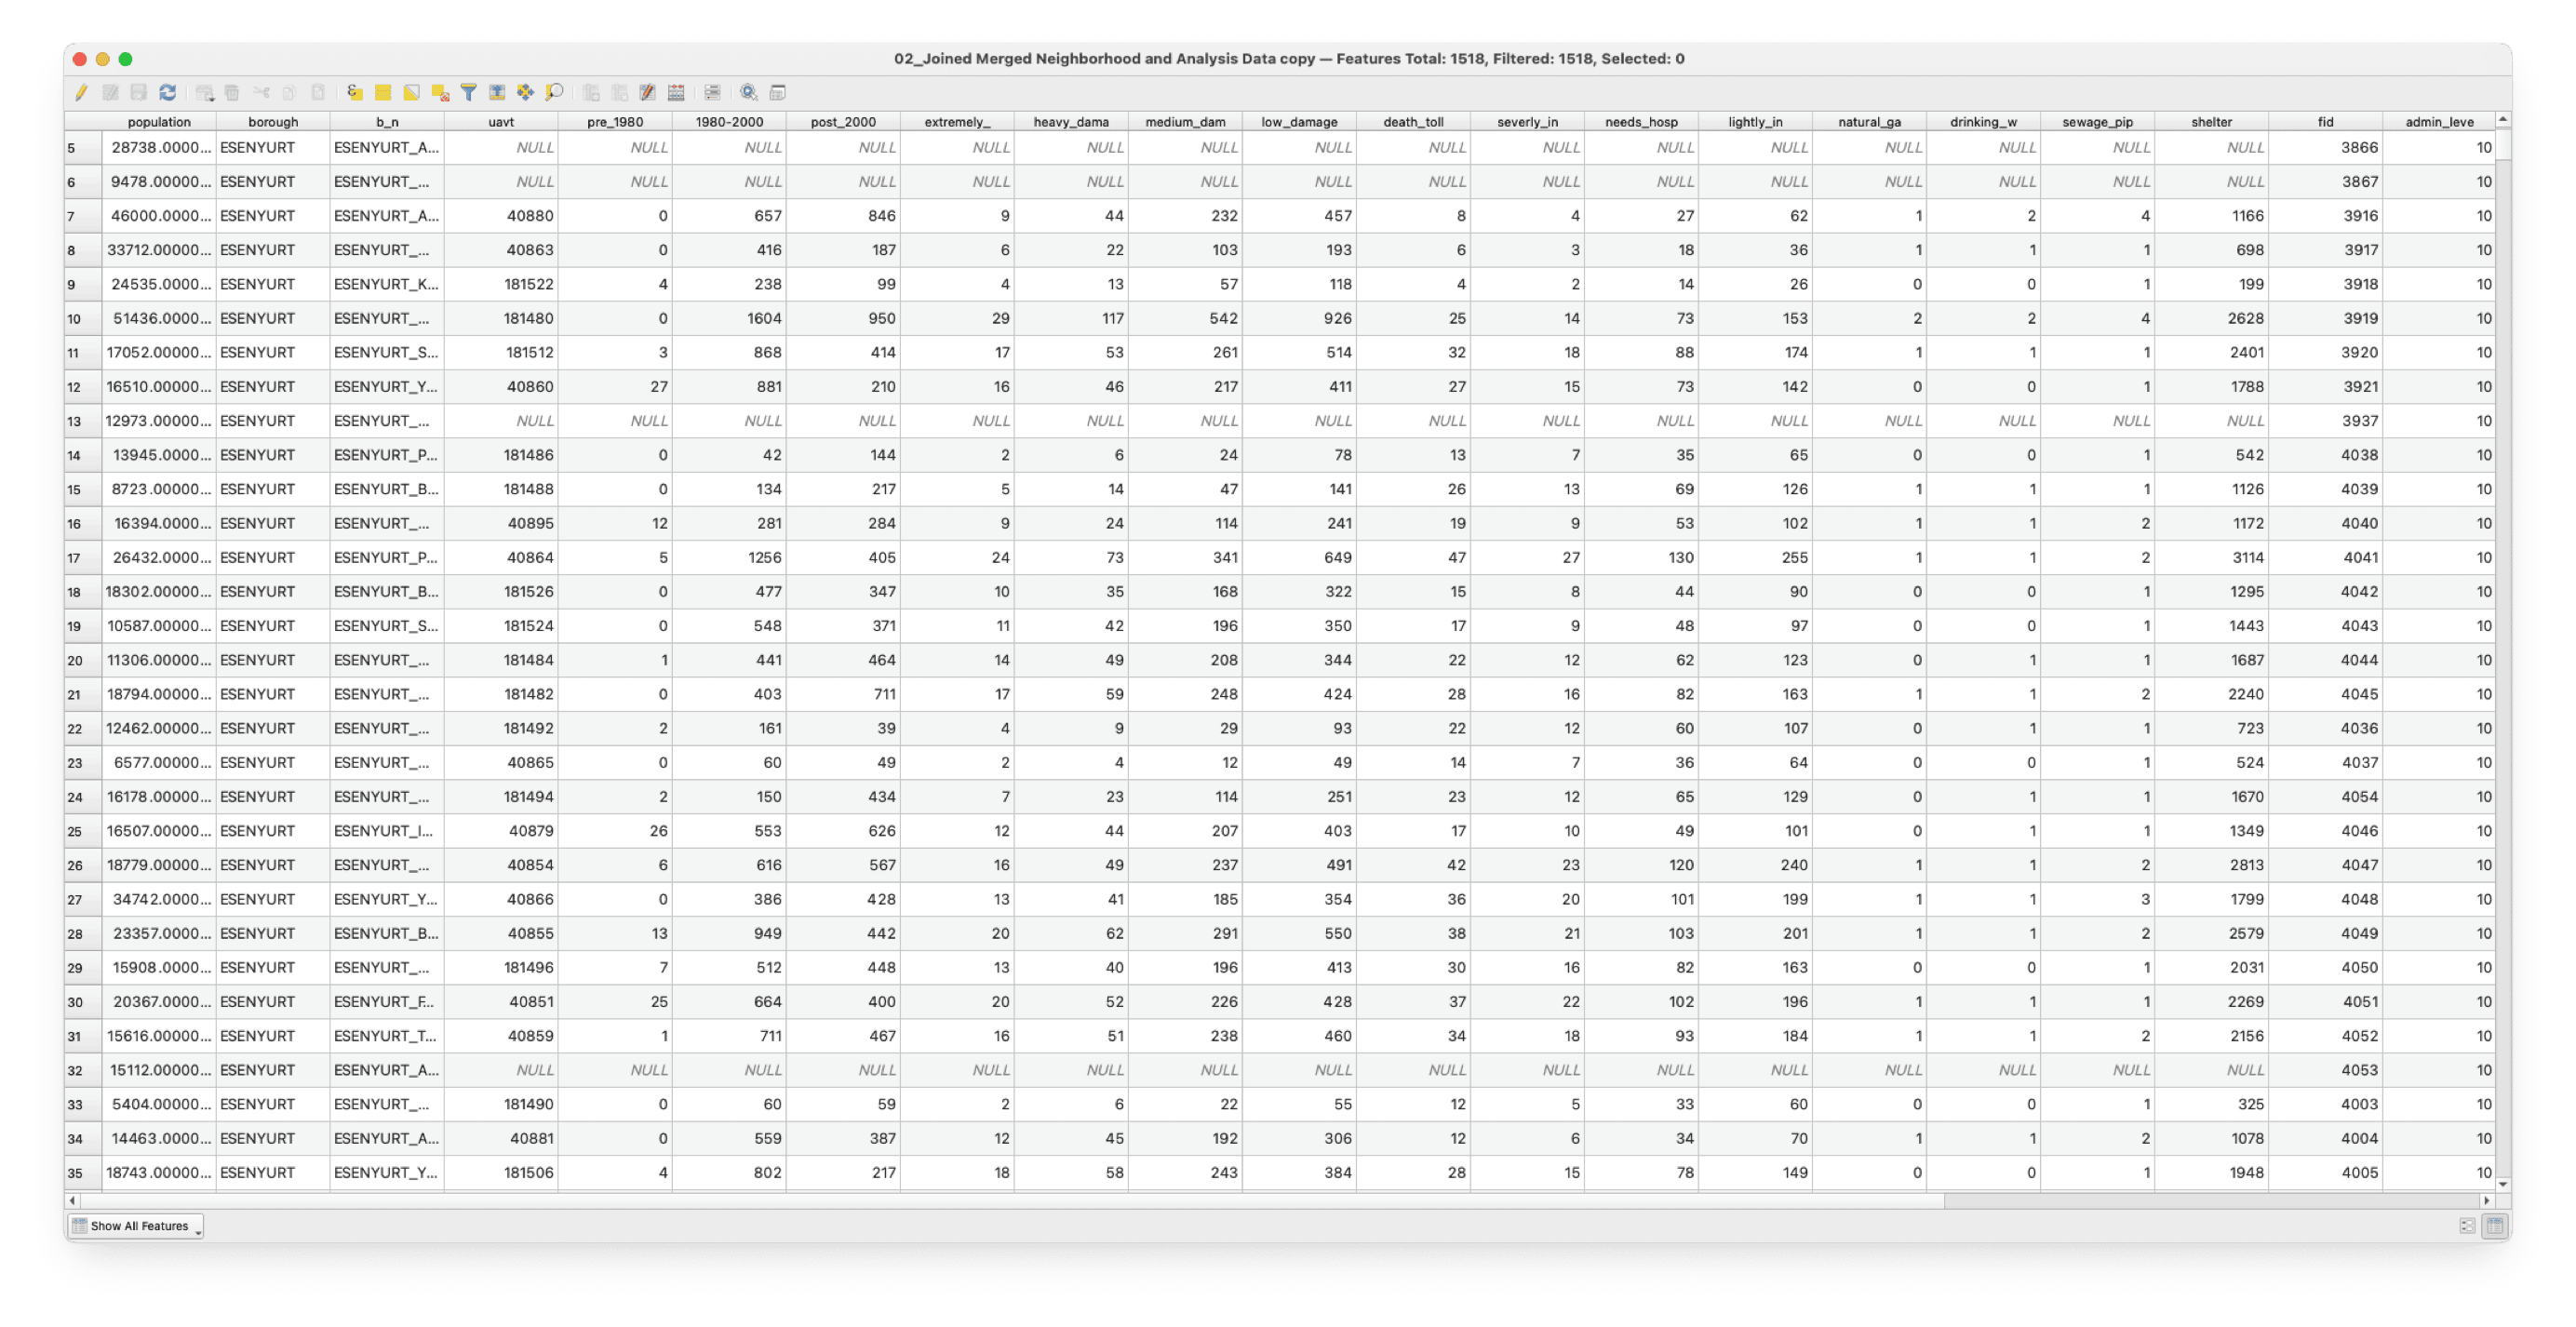 02_Joined Merged Neighborhood and Analysis Data copy — Features Total: 1518, Filtered: 1518, Selected: 0
population borough b_n uavt pre_1980 1980-2000 post_2000 extremely_ heavy_dama medium_dam low_damage death_toll severly_in needs_hosp lightly_in natural_ga drinking_w sewage_pip shelter fid admin_leve
5 28738.0000... ESENYURT ESENYURT_A... NULL NULL NULL NULL NULL NULL NULL NULL NULL NULL NULL NULL NULL NULL NULL NULL 3866 10
6 9478.00000... ESENYURT ESENYURT_... NULL NULL NULL NULL NULL NULL NULL NULL NULL NULL NULL NULL NULL NULL NULL NULL 3867 10
7 46000.0000... ESENYURT ESENYURT_A... 40880 0 657 846 9 44 232 457 8 4 27 62 1 2 4 1166 3916 10
8 33712.00000... ESENYURT ESENYURT_... 40863 0 416 187 6 22 103 193 6 3 18 36 1 1 1 698 3917 10
9 24535.0000... ESENYURT ESENYURT_K... 181522 4 238 99 4 13 57 118 4 2 14 26 0 0 1 199 3918 10
10 51436.0000... ESENYURT ESENYURT_... 181480 0 1604 950 29 117 542 926 25 14 73 153 2 2 4 2628 3919 10
11 17052.00000... ESENYURT ESENYURT_S... 181512 3 868 414 17 53 261 514 32 18 88 174 1 1 1 2401 3920 10
12 16510.00000... ESENYURT ESENYURT_Y... 40860 27 881 210 16 46 217 411 27 15 73 142 0 0 1 1788 3921 10
13 12973.00000... ESENYURT ESENYURT_... NULL NULL NULL NULL NULL NULL NULL NULL NULL NULL NULL NULL NULL NULL NULL NULL 3937 10
14 13945.0000... ESENYURT ESENYURT_P... 181486 0 42 144 2 6 24 78 13 7 35 65 0 0 1 542 4038 10
15 8723.00000... ESENYURT ESENYURT_B... 181488 0 134 217 5 14 47 141 26 13 69 126 1 1 1 1126 4039 10
16 16394.0000... ESENYURT ESENYURT_... 40895 12 281 284 9 24 114 241 19 9 53 102 1 1 2 1172 4040 10
17 26432.0000... ESENYURT ESENYURT_P... 40864 5 1256 405 24 73 341 649 47 27 130 255 1 1 2 3114 4041 10
18 18302.00000... ESENYURT ESENYURT_B... 181526 0 477 347 10 35 168 322 15 8 44 90 0 0 1 1295 4042 10
19 10587.00000... ESENYURT ESENYURT_S... 181524 0 548 371 11 42 196 350 17 9 48 97 0 0 1 1443 4043 10
20 11306.00000... ESENYURT ESENYURT_... 181484 1 441 464 14 49 208 344 22 12 62 123 0 1 1 1687 4044 10
21 18794.00000... ESENYURT ESENYURT_... 181482 0 403 711 17 59 248 424 28 16 82 163 1 1 2 2240 4045 10
22 12462.00000... ESENYURT ESENYURT_... 181492 2 161 39 4 9 29 93 22 12 60 107 0 1 1 723 4036 10
23 6577.00000... ESENYURT ESENYURT_... 40865 0 60 49 2 4 12 49 14 7 36 64 0 0 1 524 4037 10
24 16178.00000... ESENYURT ESENYURT_... 181494 2 150 434 7 23 114 251 23 12 65 129 0 1 1 1670 4054 10
25 16507.00000... ESENYURT ESENYURT_I... 40879 26 553 626 12 44 207 403 17 10 49 101 0 1 1 1349 4046 10
26 18779.00000... ESENYURT ESENYURT_... 40854 6 616 567 16 49 237 491 42 23 120 240 1 1 2 2813 4047 10
27 34742.0000... ESENYURT ESENYURT_Y... 40866 0 386 428 13 41 185 354 36 20 101 199 1 1 3 1799 4048 10
28 23357.0000... ESENYURT ESENYURT_B... 40855 13 949 442 20 62 291 550 38 21 103 201 1 1 2 2579 4049 10
29 15908.0000... ESENYURT ESENYURT_... 181496 7 512 448 13 40 196 413 30 16 82 163 0 0 1 2031 4050 10
30 20367.0000... ESENYURT ESENYURT_F... 40851 25 664 400 20 52 226 428 37 22 102 196 1 1 1 2269 4051 10
31 15616.00000... ESENYURT ESENYURT_T... 40859 1 711 467 16 51 238 460 34 18 93 184 1 1 2 2156 4052 10
32 15112.00000... ESENYURT ESENYURT_A... NULL NULL NULL NULL NULL NULL NULL NULL NULL NULL NULL NULL NULL NULL NULL NULL 4053 10
33 5404.00000... ESENYURT ESENYURT_... 181490 0 60 59 2 6 22 55 12 5 33 60 0 0 1 325 4003 10
34 14463.0000... ESENYURT ESENYURT_A... 40881 0 559 387 12 45 192 306 12 6 34 70 1 1 2 1078 4004 10
35 18743.00000... ESENYURT ESENYURT_Y... 181506 4 802 217 18 58 243 384 28 15 78 149 0 0 1 1948 4005 10
Show All Features